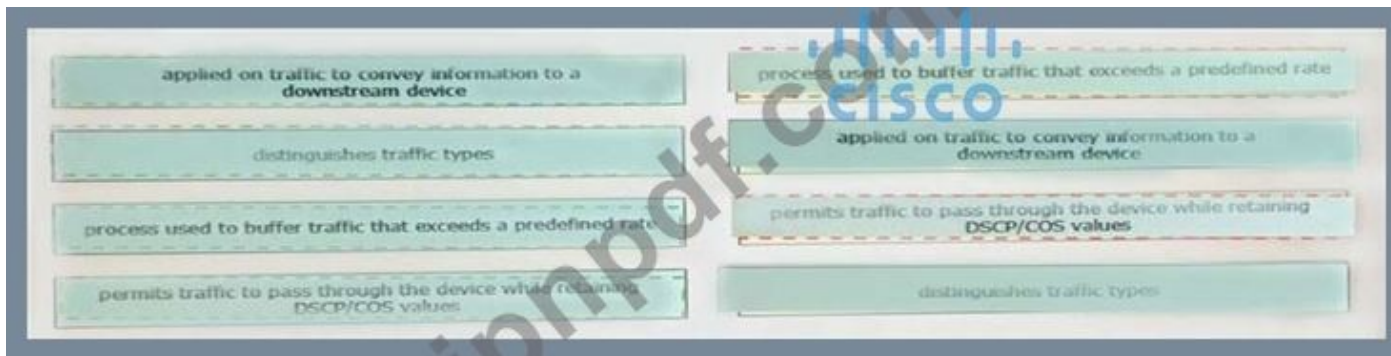 applied on traffic to convey information to a
downstream device
distinguishes traffic types
process used to buffer traffic that exceeds a predefined rate
permits traffic to pass through the device while retaining
DSCP/COS values
process used to buffer traffic that exceeds a predefined rate
CISCO
applied on traffic to convey information to a
downstream device
permits traffic to pass through the device while retaining
DSCP/COS values
distinguishes traffic types
ipnpdf.com